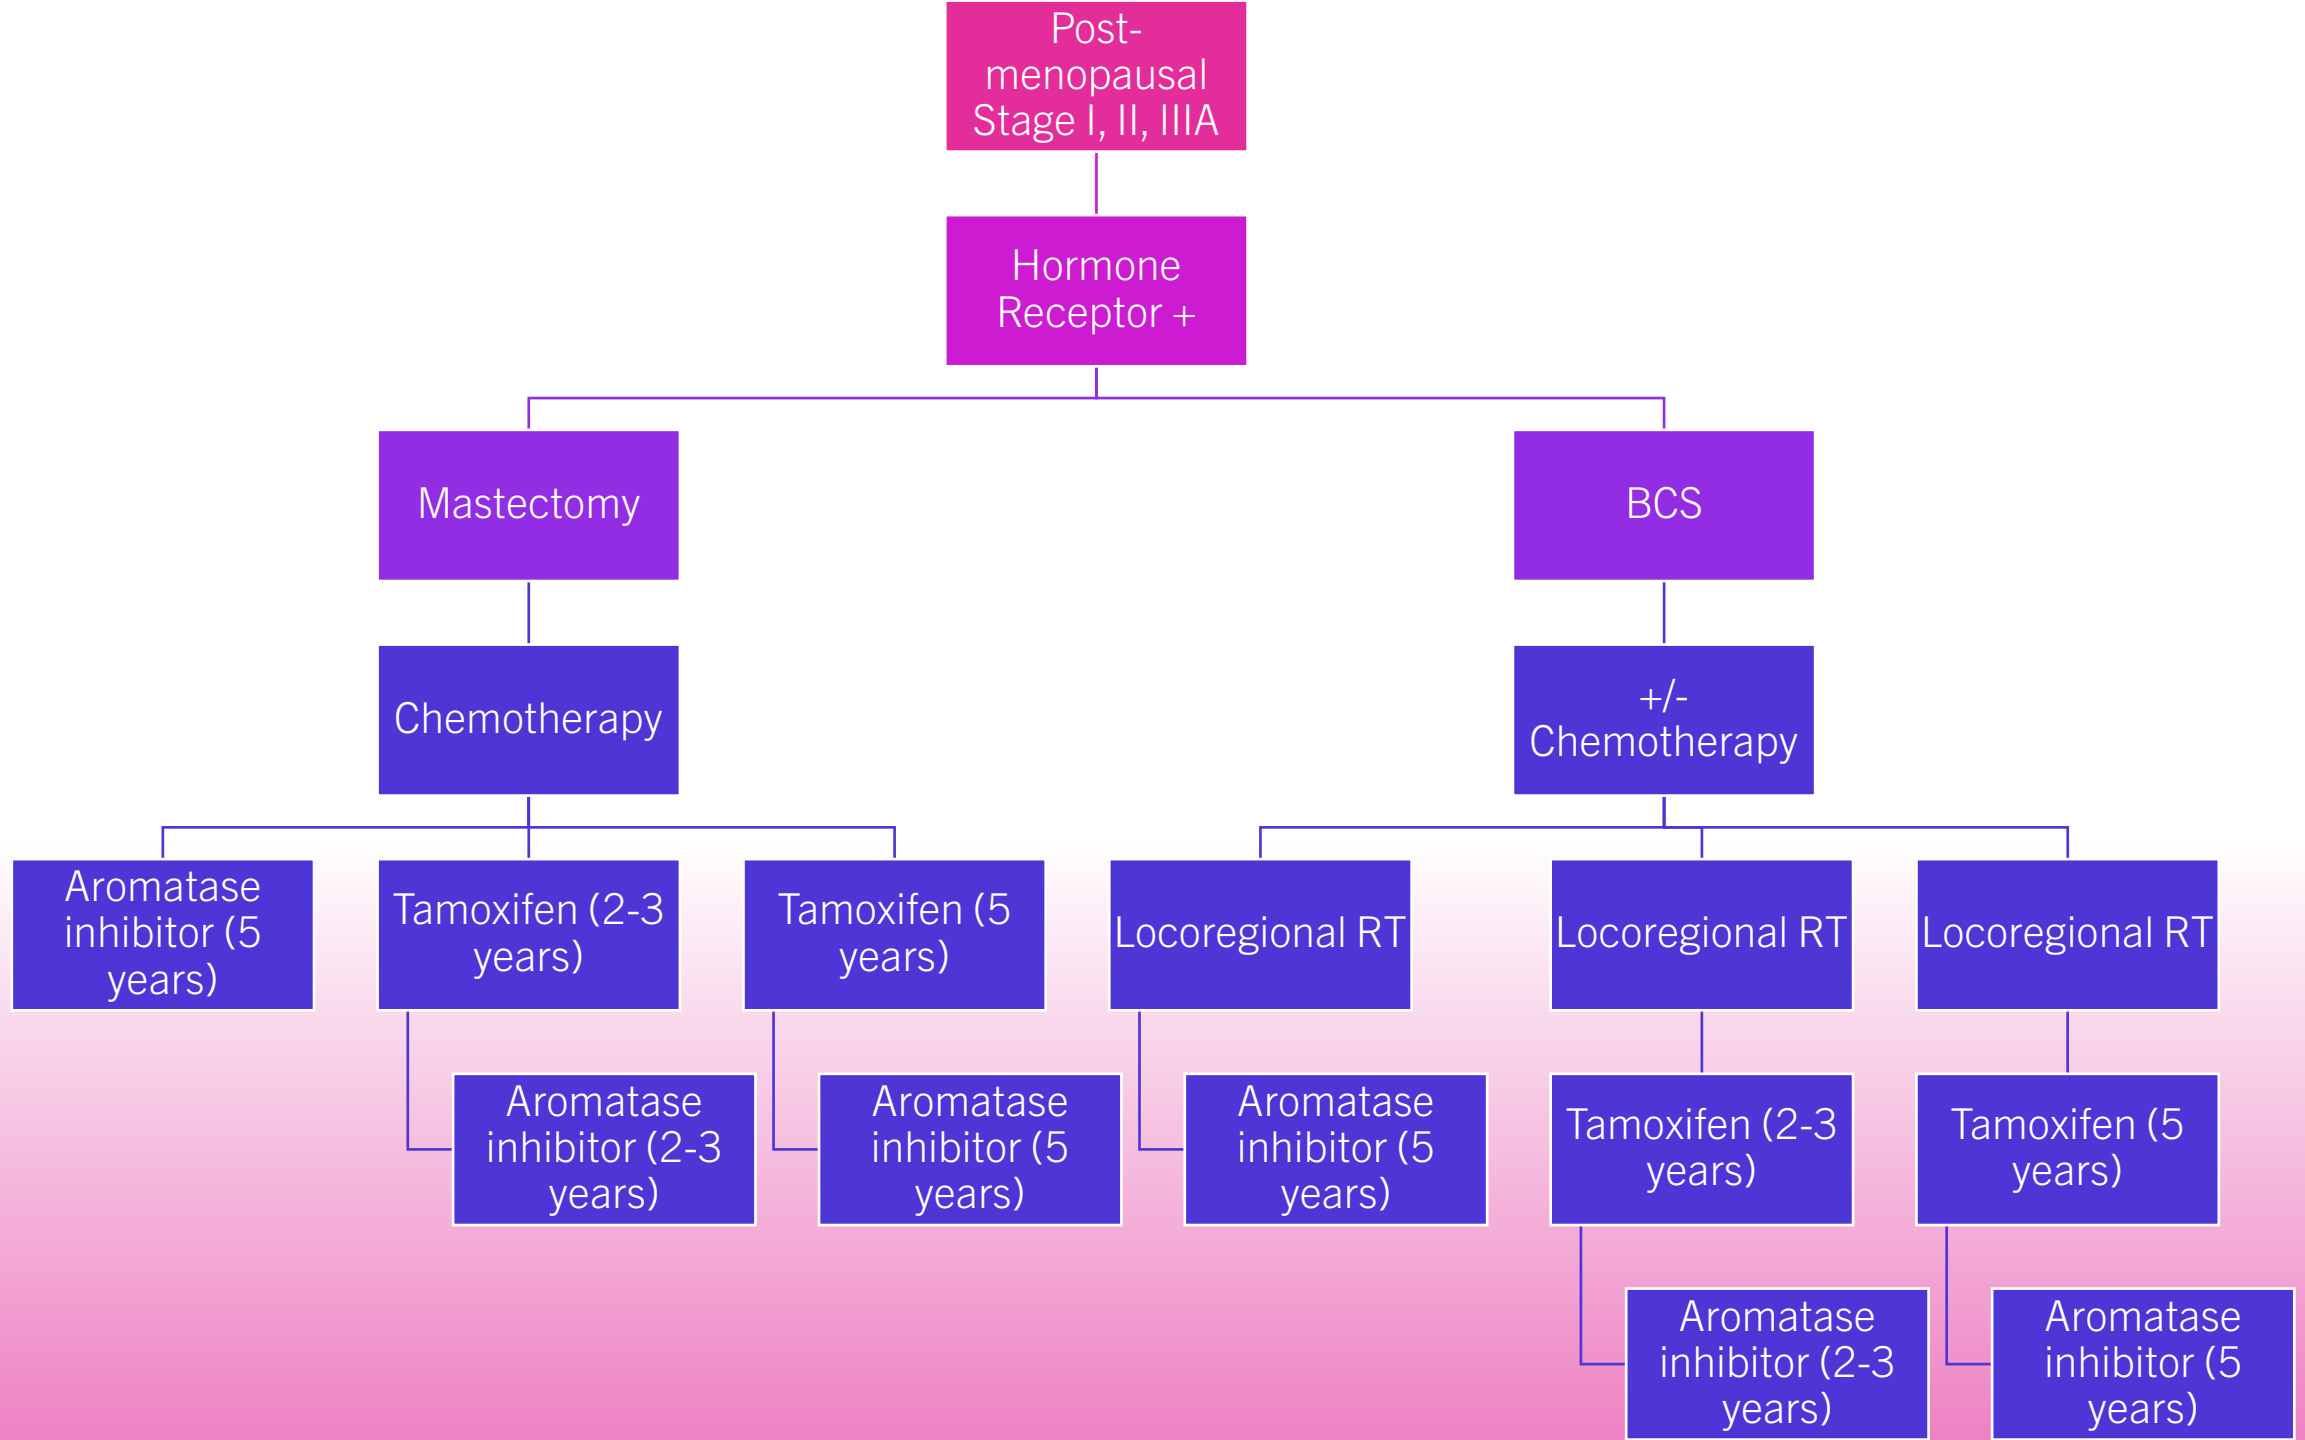 Post-
menopausal
Stage I, II, IIIA
Hormone
Receptor +
Mastectomy
BCS
Chemotherapy
+/-
Chemotherapy
Aromatase
inhibitor (5
years)
Tamoxifen (2-3
years)
Tamoxifen (5
years)
Locoregional RT
Locoregional RT
Locoregional RT
Aromatase
inhibitor (2-3
years)
Aromatase
inhibitor (5
years)
Aromatase
inhibitor (5
years)
Tamoxifen (2-3
years)
Tamoxifen (5
years)
Aromatase
inhibitor (2-3
years)
Aromatase
inhibitor (5
years)